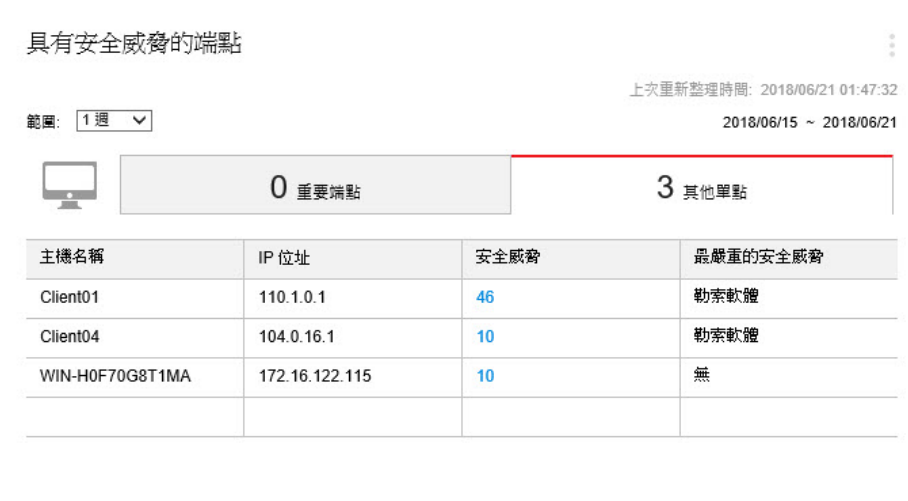 具有安全威脅的端點
上次重新整理時間: 2018/06/21 01:47:32
範圍: 1 週
2018/06/15 ~ 2018/06/21
0 重要端點
3 其他單點
主機名稱 IP 位址 安全威脅 最嚴重的安全威脅
Client01 110.1.0.1 46 勒索軟體
Client04 104.0.16.1 10 勒索軟體
WIN-H0F70G8T1MA 172.16.122.115 10 無